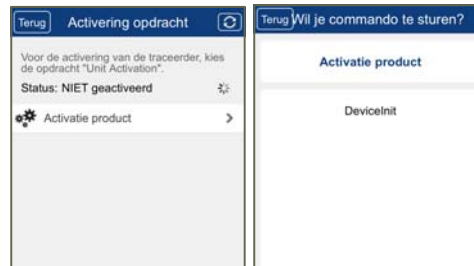 Terug
Activering opdracht
Voor de activering van de traceerder, kies
de opdracht "Unit Activation".
Status: NIET geactiveerd
Activatie product
Terug
Wil je commando te sturen?
Activatie product
DeviceInit